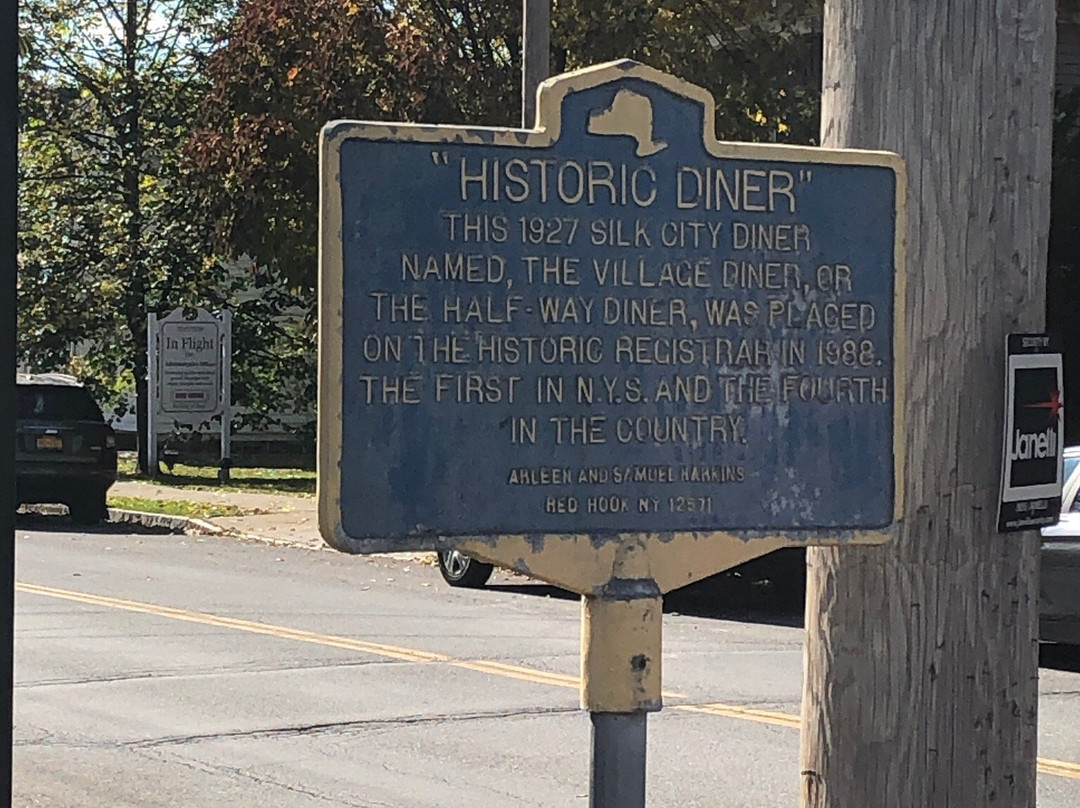 "HISTORIC DINER"
THIS 1927 SILK CITY DINER
NAMED, THE VILLAGE DINER, OR
THE HALF-WAY DINER, WAS PLACED
ON THE HISTORIC REGISTRAR IN 1988.
THE FIRST IN N.Y.S. AND THE FOURTH
IN THE COUNTRY.
ARLEEN AND SAMUEL HARKINS
RED HOOK NY 12571
In Flight
SECURITY BY
Janelli